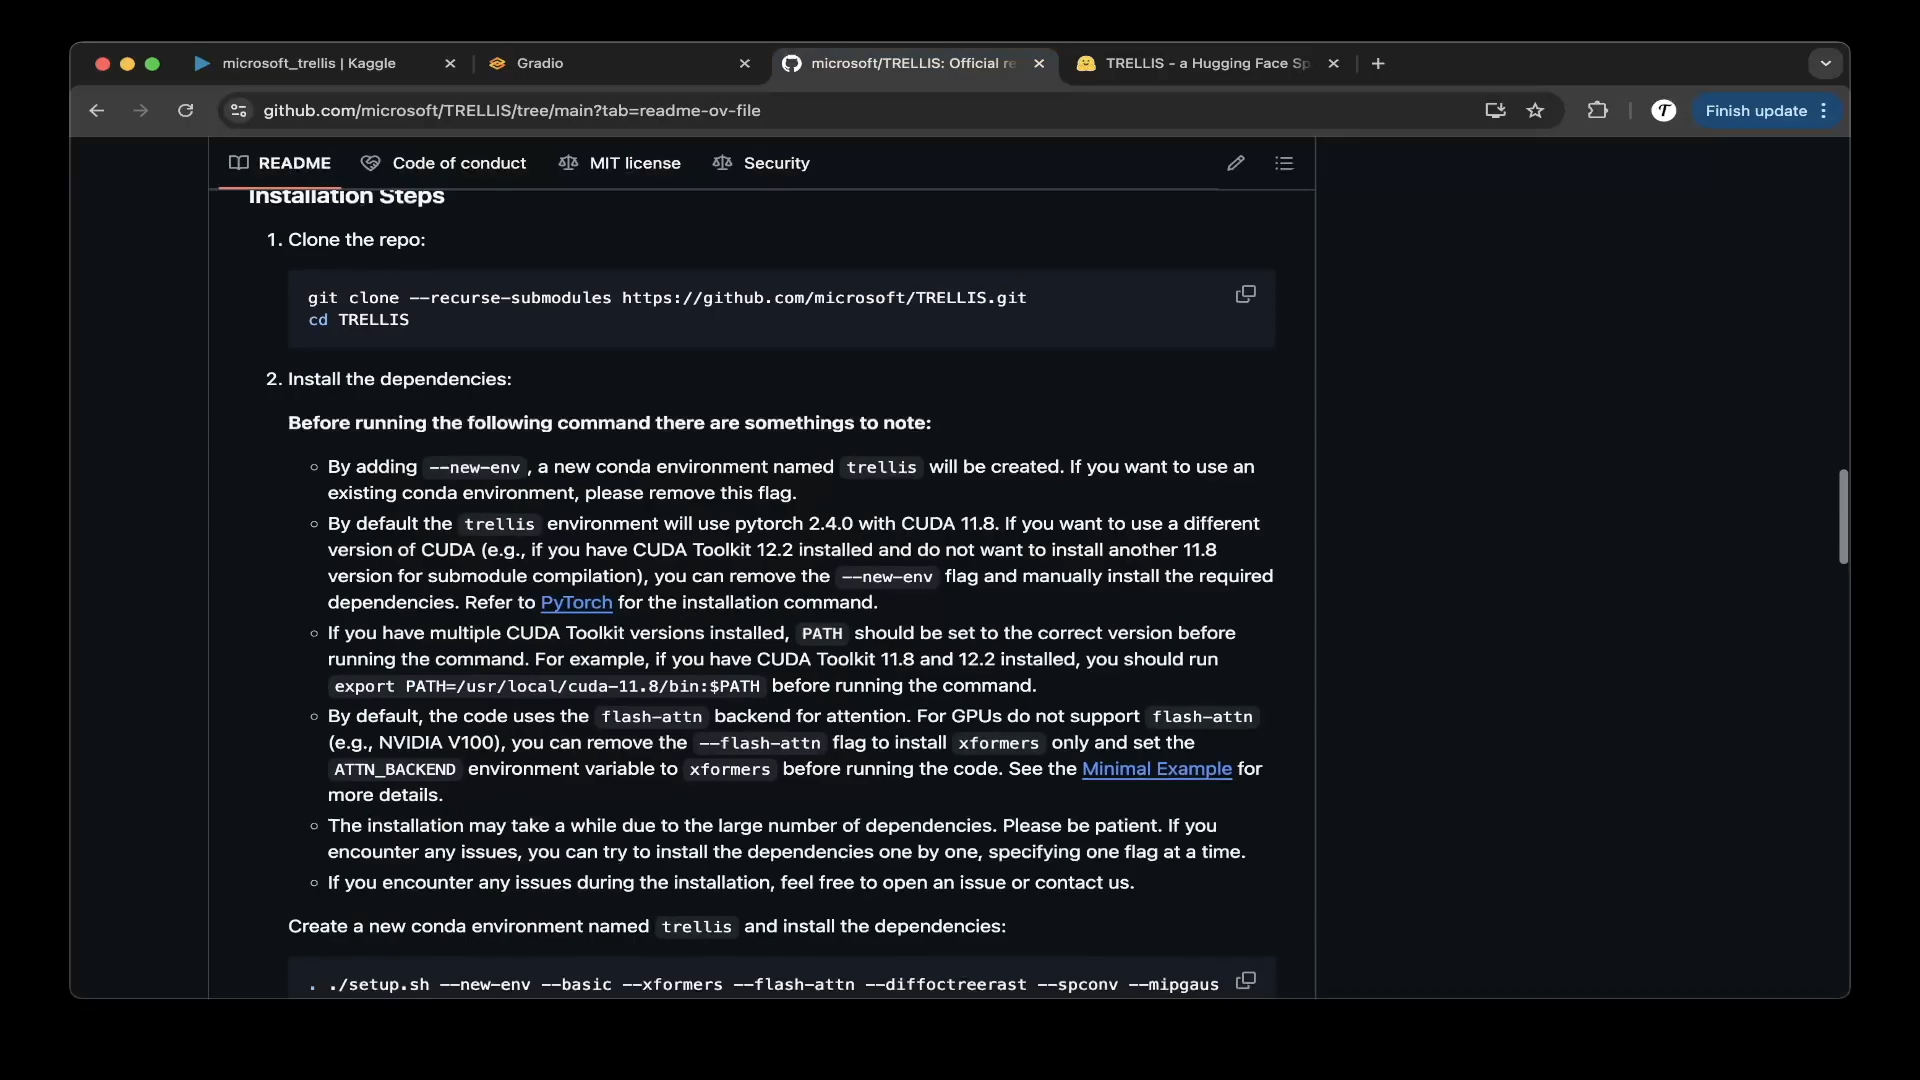 microsoft_trellis | Kaggle
Gradio
microsoft/TRELLIS: Official re
TRELLIS - a Hugging Face Sp
github.com/microsoft/TRELLIS/tree/main?tab=readme-ov-file
T
Finish update
README
Code of conduct
MIT license
Security
Installation Steps
1. Clone the repo:
git clone --recurse-submodules https://github.com/microsoft/TRELLIS.git
cd TRELLIS
2. Install the dependencies:
Before running the following command there are somethings to note:
By adding --new-env, a new conda environment named trellis will be created. If you want to use an
existing conda environment, please remove this flag.
By default the trellis environment will use pytorch 2.4.0 with CUDA 11.8. If you want to use a different
version of CUDA (e.g., if you have CUDA Toolkit 12.2 installed and do not want to install another 11.8
version for submodule compilation), you can remove the --new-env flag and manually install the required
dependencies. Refer to PyTorch for the installation command.
If you have multiple CUDA Toolkit versions installed, PATH should be set to the correct version before
running the command. For example, if you have CUDA Toolkit 11.8 and 12.2 installed, you should run
export PATH=/usr/local/cuda-11.8/bin:$PATH before running the command.
By default, the code uses the flash-attn backend for attention. For GPUs do not support flash-attn
(e.g., NVIDIA V100), you can remove the --flash-attn flag to install xformers only and set the
ATTN_BACKEND environment variable to xformers before running the code. See the Minimal Example for
more details.
The installation may take a while due to the large number of dependencies. Please be patient. If you
encounter any issues, you can try to install the dependencies one by one, specifying one flag at a time.
If you encounter any issues during the installation, feel free to open an issue or contact us.
Create a new conda environment named trellis and install the dependencies:
. ./setup.sh --new-env --basic --xformers --flash-attn --diffoctreerast --spconv --mipgaus